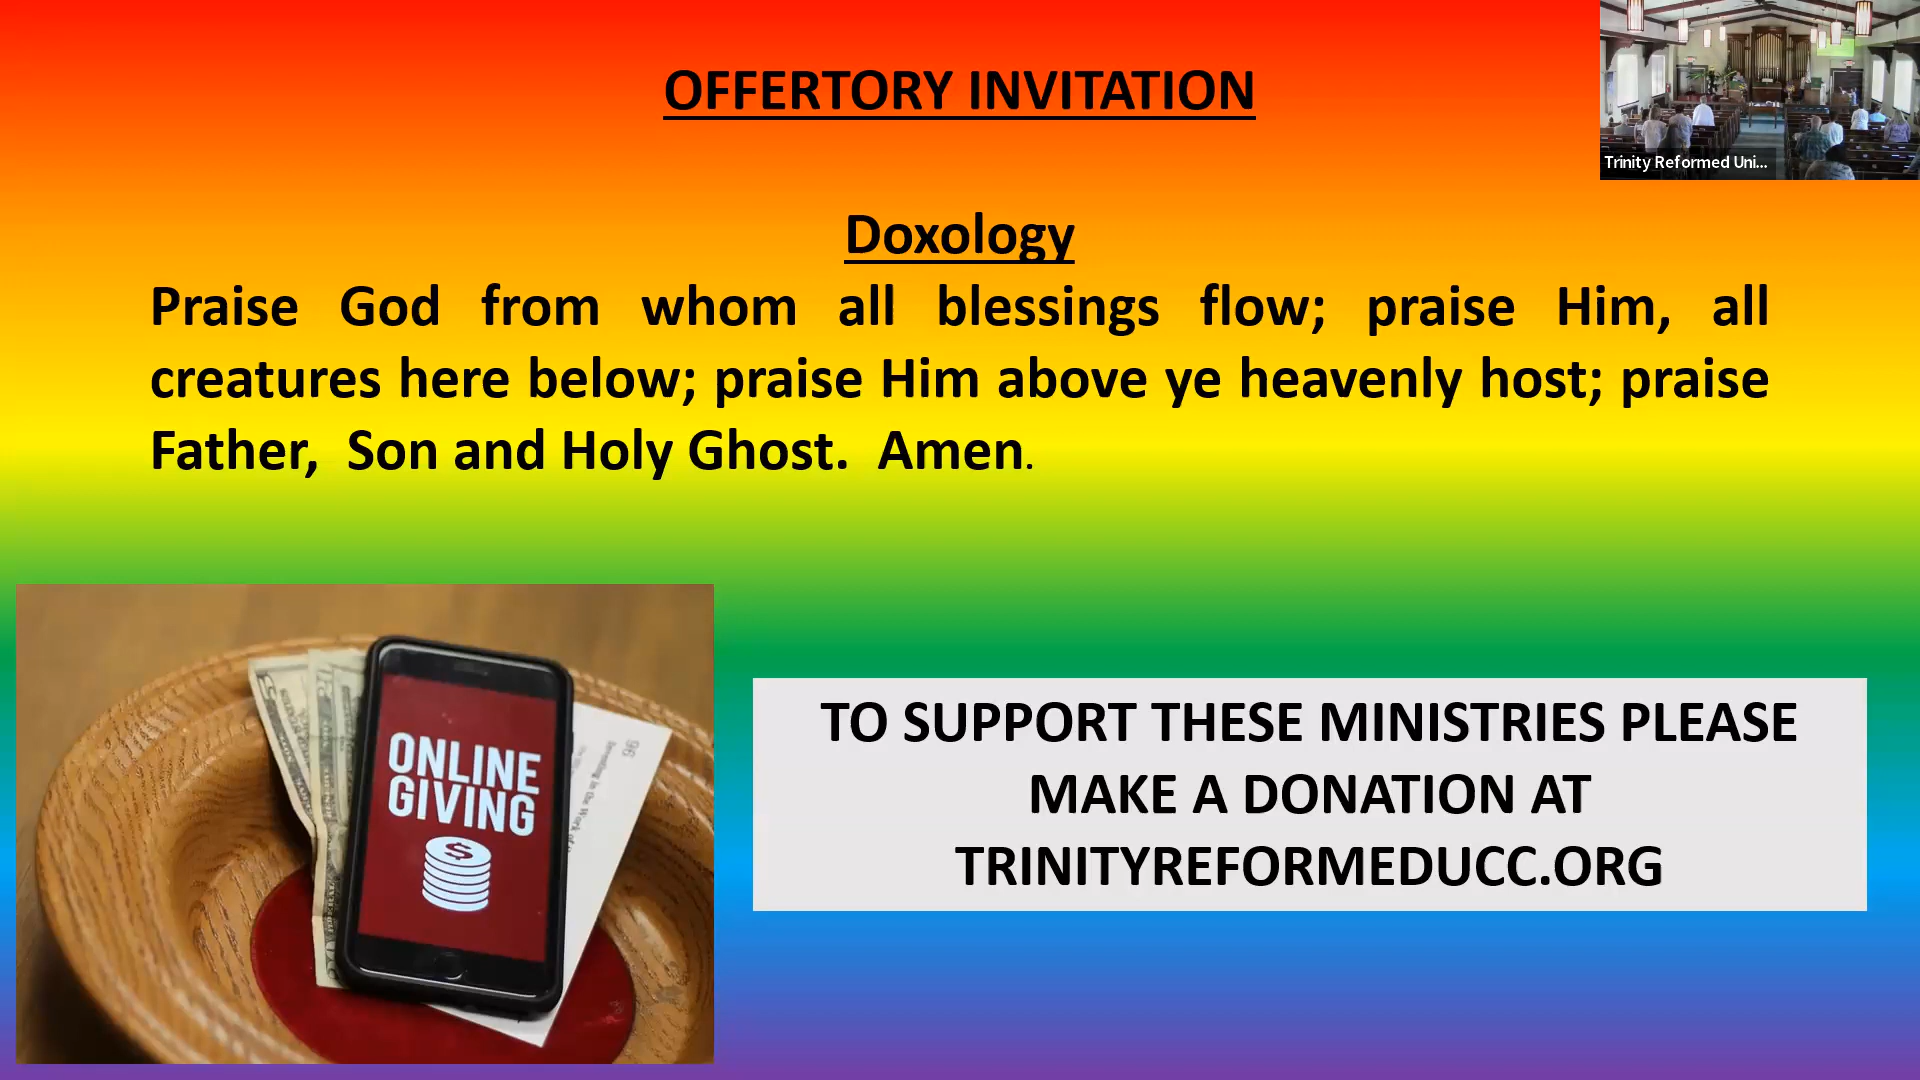 OFFERTORY INVITATION
Trinity Reformed Uni...
Doxology
Praise God from whom all blessings flow; praise Him, all
creatures here below; praise Him above ye heavenly host; praise
Father, Son and Holy Ghost. Amen.
ONLINE
GIVING
$
96
TO SUPPORT THESE MINISTRIES PLEASE
MAKE A DONATION AT
TRINITYREFORMEDUCC.ORG